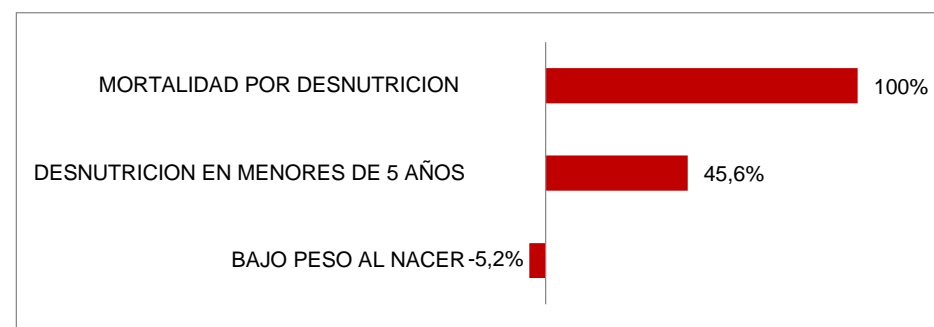 MORTALIDAD POR DESNUTRICION 100%
DESNUTRICION EN MENORES DE 5 AÑOS 45,6%
BAJO PESO AL NACER -5,2%